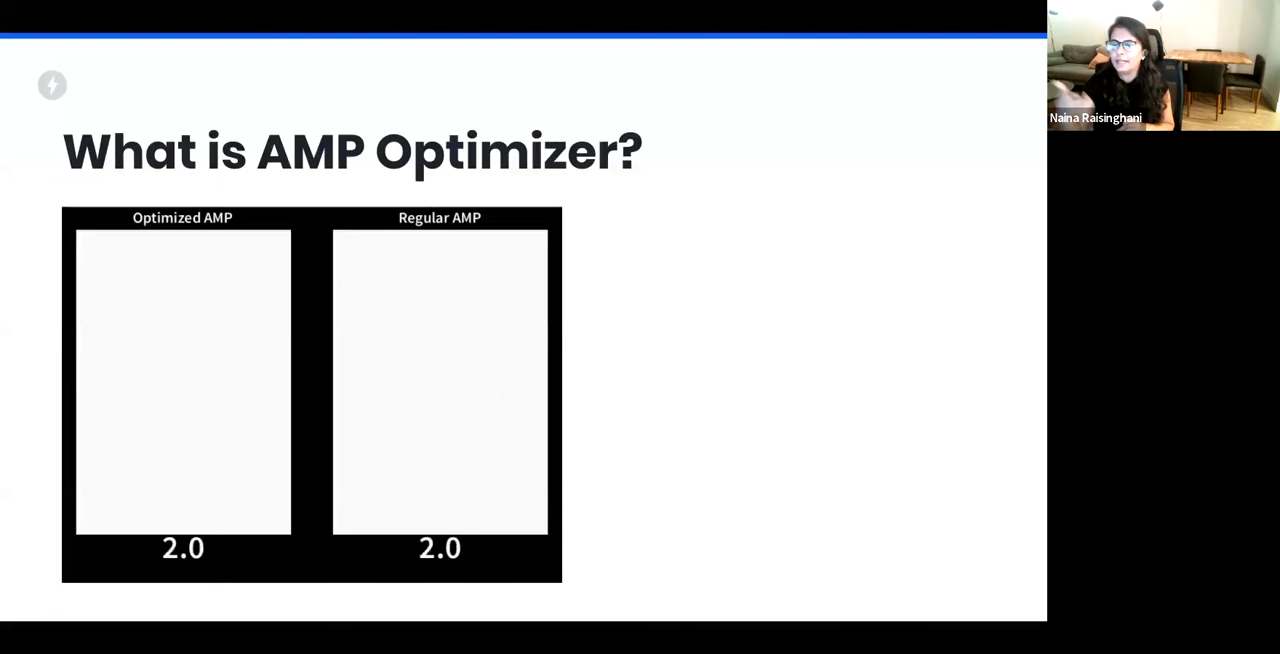 What is AMP Optimizer?
Optimized AMP
Regular AMP
2.0
2.0
Naina Raisinghani